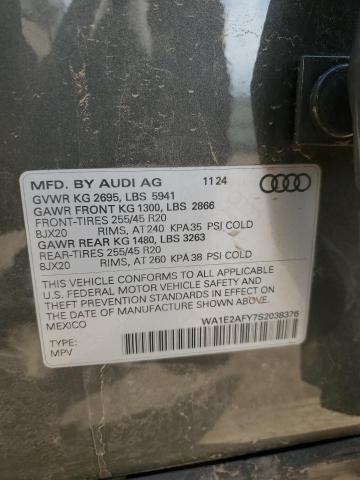 MFD. BY AUDI AG 11 24
GVWR KG 2695, LBS 5941
GAWR FRONT KG 1300, LBS 2866
FRONT-TIRES 255/45 R20
8JX20 RIMS, AT 240 KPA 35 PSI COLD
GAWR REAR KG 1480, LBS 3263
REAR-TIRES 255/45 R20
8JX20 RIMS, AT 260 KPA 38 PSI COLD
THIS VEHICLE CONFORMS TO ALL APPLICABLE
U.S. FEDERAL MOTOR VEHICLE SAFETY AND
THEFT PREVENTION STANDARDS IN EFFECT ON
THE DATE OF MANUFACTURE SHOWN ABOVE.
MEXICO
WA1E2AFY7S2038376
TYPE:
MPV